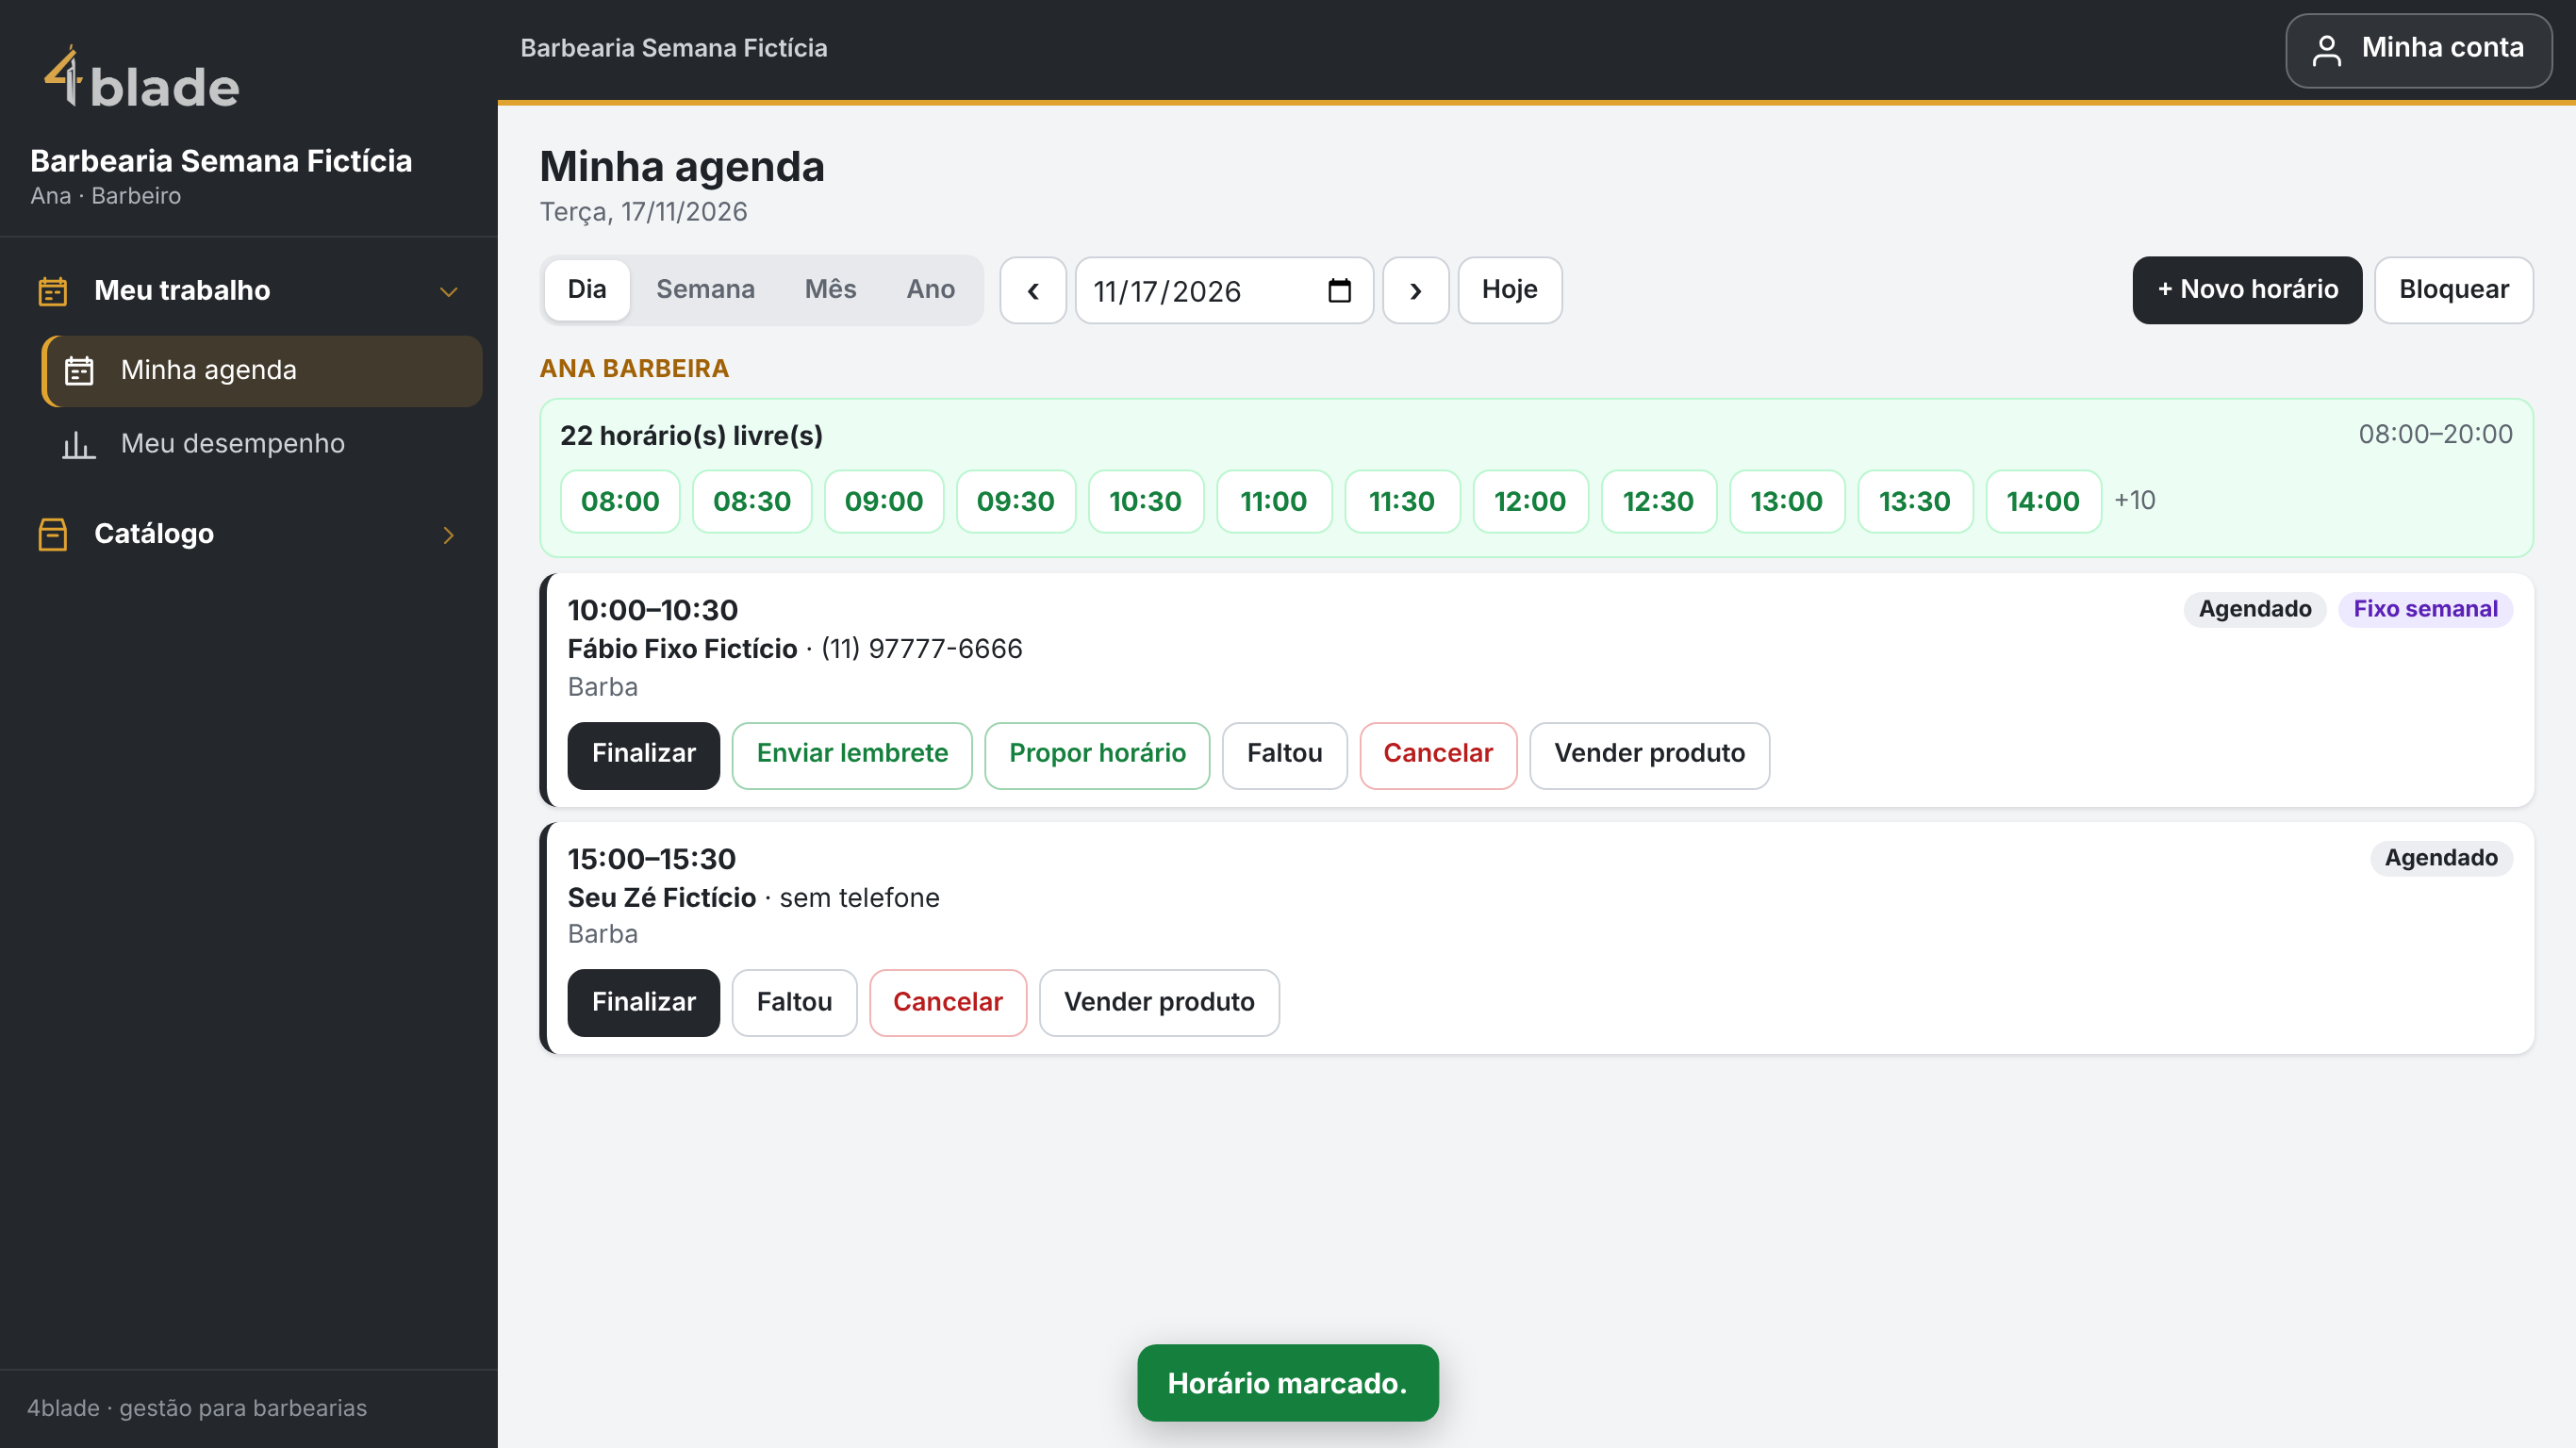 4blade
Barbearia Semana Fictícia
Ana · Barbeiro
Meu trabalho
Minha agenda
Meu desempenho
Catálogo
4blade · gestão para barbearias
Barbearia Semana Fictícia
Minha conta
Minha agenda
Terça, 17/11/2026
Dia Semana Mês Ano ‹ 11/17/2026 › Hoje + Novo horário Bloquear
ANA BARBEIRA
22 horário(s) livre(s) 08:00–20:00
08:00 08:30 09:00 09:30 10:30 11:00 11:30 12:00 12:30 13:00 13:30 14:00 +10
10:00–10:30 Agendado Fixo semanal
Fábio Fixo Fictício · (11) 97777-6666
Barba
Finalizar Enviar lembrete Propor horário Faltou Cancelar Vender produto
15:00–15:30 Agendado
Seu Zé Fictício · sem telefone
Barba
Finalizar Faltou Cancelar Vender produto
Horário marcado.